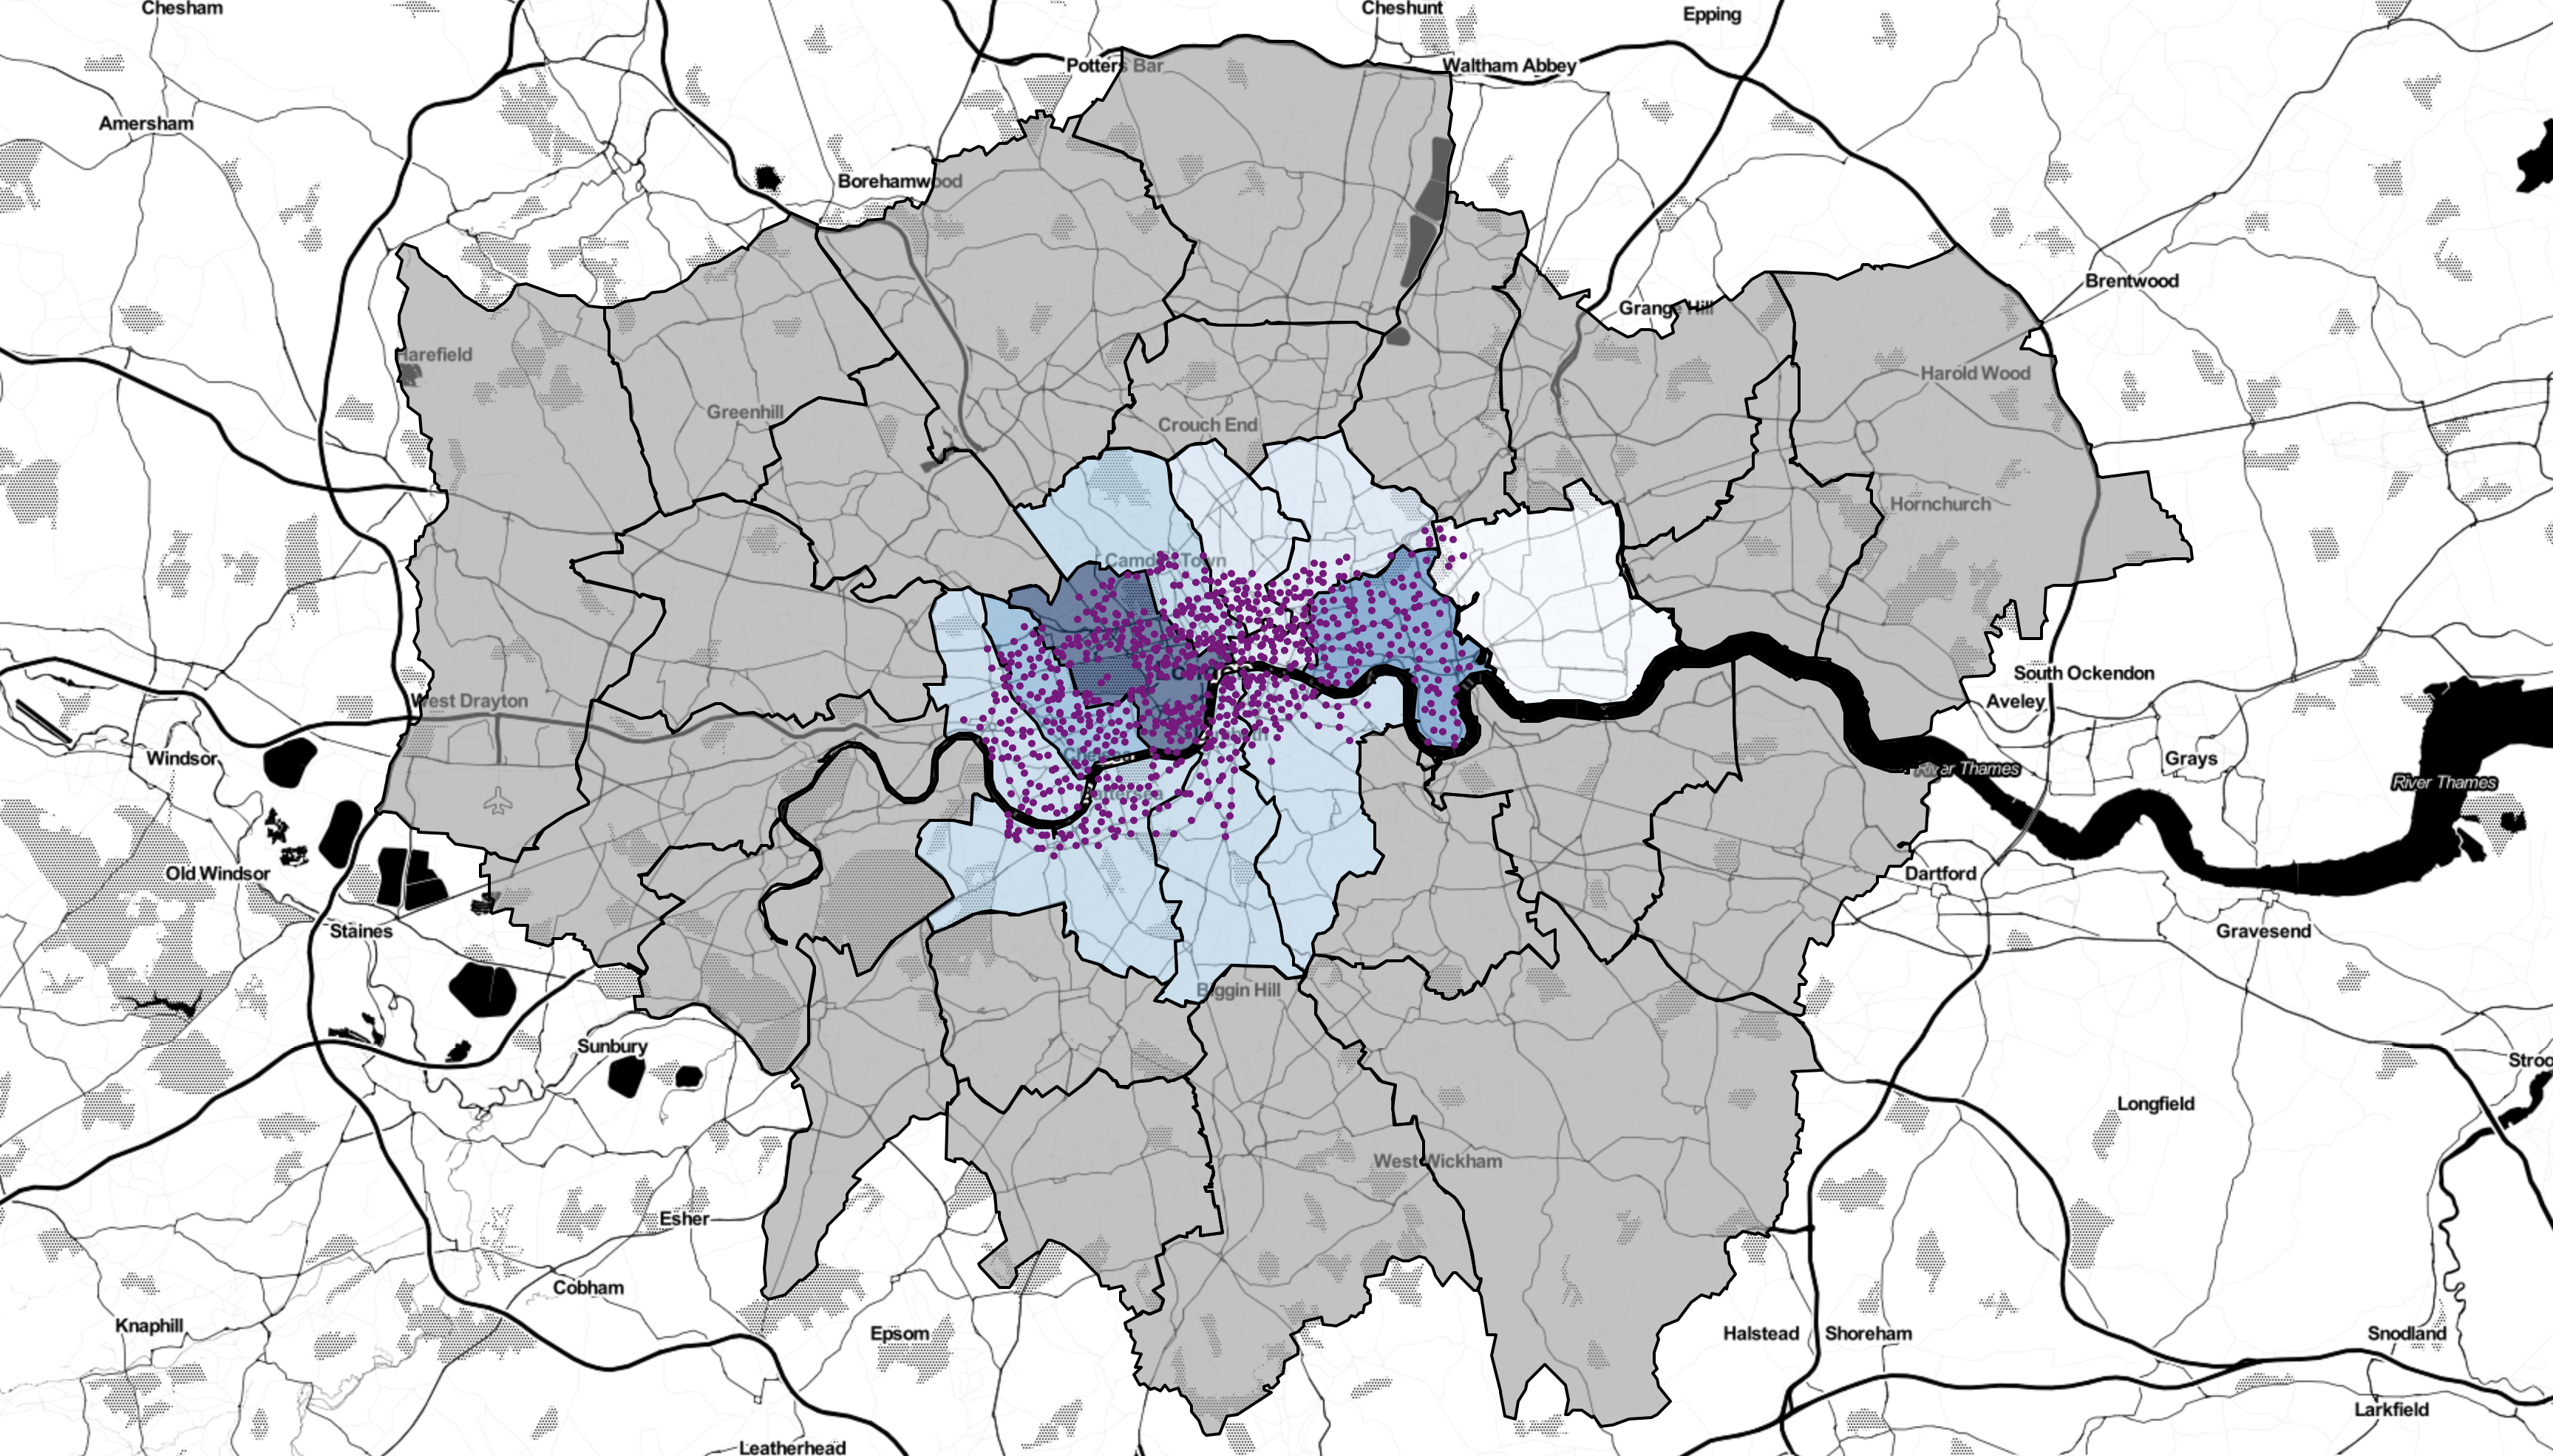 Chesham
Cheshunt
Epping
Potters Bar
Waltham Abbey
Amersham
Borehamwood
Brentwood
Grange Hill
Harefield
Harold Wood
Greenhill
Crouch End
Hornchurch
Camden Town
South Ockendon
West Drayton
Aveley
Windsor
Grays
River Thames
River Thames
Old Windsor
Dartford
Staines
Gravesend
Biggin Hill
Sunbury
Stroo
Longfield
West Wickham
Esher
Cobham
Knaphill
Epsom
Halstead
Shoreham
Snodland
Larkfield
Leatherhead